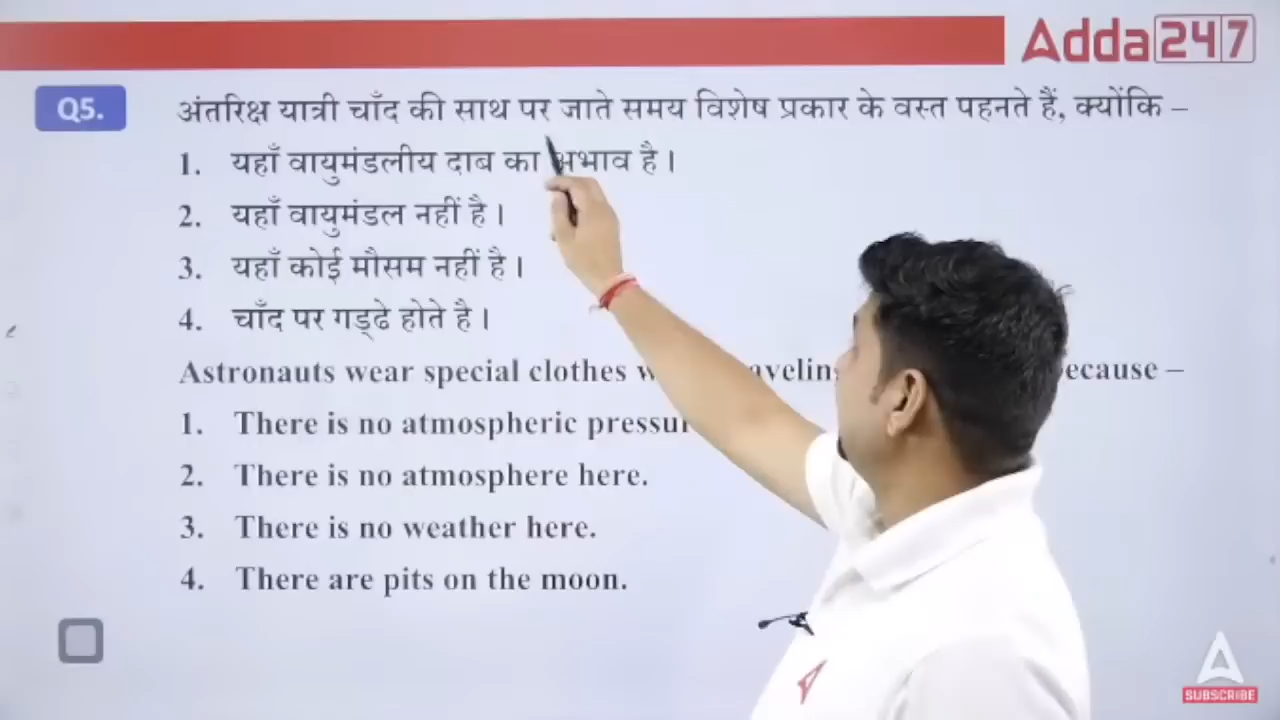 Adda247
Q5. अंतरिक्ष यात्री चाँद की साथ पर जाते समय विशेष प्रकार के वस्त पहनते हैं, क्योंकि –
1. यहाँ वायुमंडलीय दाब का अभाव है।
2. यहाँ वायुमंडल नहीं है।
3. यहाँ कोई मौसम नहीं है।
4. चाँद पर गड्ढे होते है।
Astronauts wear special clothes ecause –
1. There is no atmospheric
2. There is no atmosphere here.
3. There is no weather here.
4. There are pits on the moon.
SUBSCRIBE